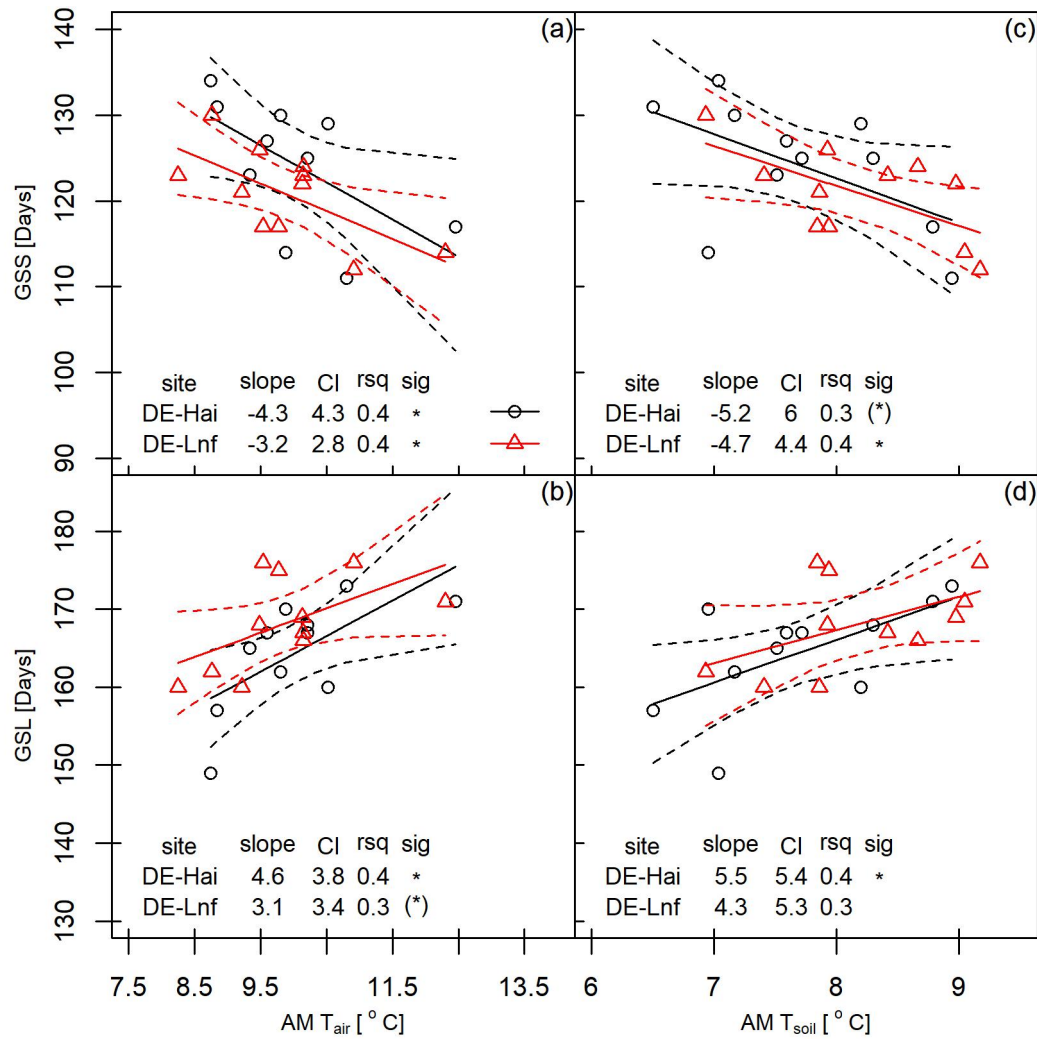 (a)
GSS [Days]
140
130
120
110
100
90
site slope CI rsq sig
DE-Hai -4.3 4.3 0.4 *
DE-Lnf -3.2 2.8 0.4 *
(c)
site slope CI rsq sig
DE-Hai -5.2 6 0.3 (*)
DE-Lnf -4.7 4.4 0.4 *
(b)
GSL [Days]
180
170
160
150
140
130
site slope CI rsq sig
DE-Hai 4.6 3.8 0.4 *
DE-Lnf 3.1 3.4 0.3 (*)
7.5 8.5 9.5 11.5 13.5
AM Tair [ ° C]
(d)
site slope CI rsq sig
DE-Hai 5.5 5.4 0.4 *
DE-Lnf 4.3 5.3 0.3
6 7 8 9
AM Tsoil [ ° C]